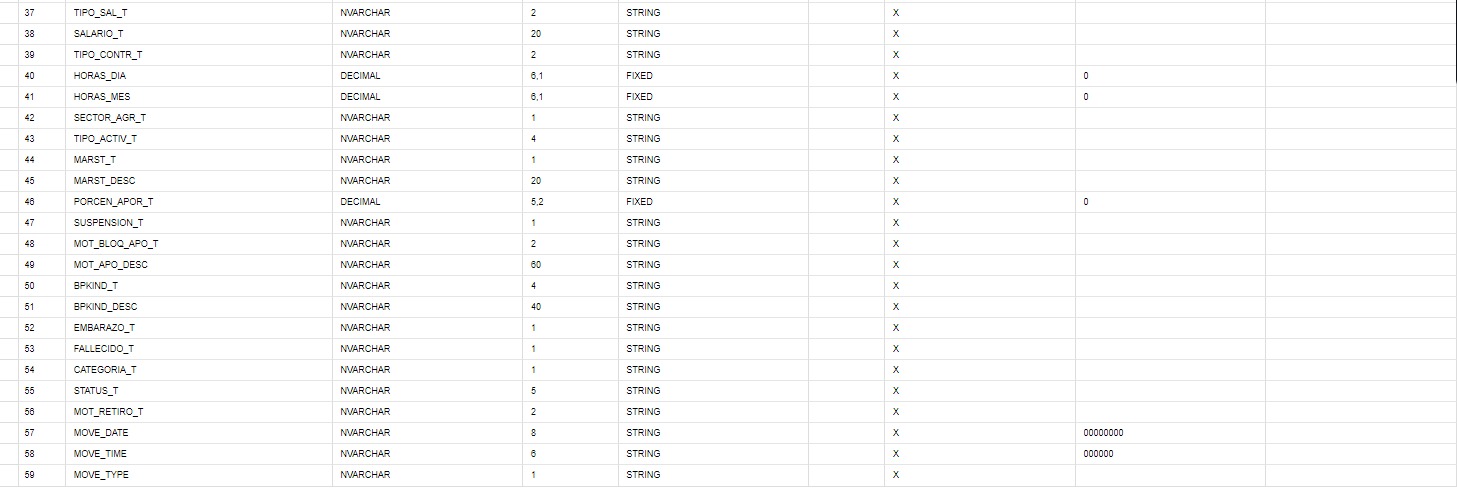 37 TIPO_SAL_T NVARCHAR 2 STRING X
38 SALARIO_T NVARCHAR 20 STRING X
39 TIPO_CONTR_T NVARCHAR 2 STRING X
40 HORAS_DIA DECIMAL 6,1 FIXED X 0
41 HORAS_MES DECIMAL 6,1 FIXED X 0
42 SECTOR_AGR_T NVARCHAR 1 STRING X
43 TIPO_ACTIV_T NVARCHAR 4 STRING X
44 MARST_T NVARCHAR 1 STRING X
45 MARST_DESC NVARCHAR 20 STRING X
46 PORCEN_APOR_T DECIMAL 5,2 FIXED X 0
47 SUSPENSION_T NVARCHAR 1 STRING X
48 MOT_BLOQ_APO_T NVARCHAR 2 STRING X
49 MOT_APO_DESC NVARCHAR 60 STRING X
50 BPKIND_T NVARCHAR 4 STRING X
51 BPKIND_DESC NVARCHAR 40 STRING X
52 EMBARAZO_T NVARCHAR 1 STRING X
53 FALLECIDO_T NVARCHAR 1 STRING X
54 CATEGORIA_T NVARCHAR 1 STRING X
55 STATUS_T NVARCHAR 5 STRING X
56 MOT_RETIRO_T NVARCHAR 2 STRING X
57 MOVE_DATE NVARCHAR 8 STRING X 00000000
58 MOVE_TIME NVARCHAR 6 STRING X 000000
59 MOVE_TYPE NVARCHAR 1 STRING X